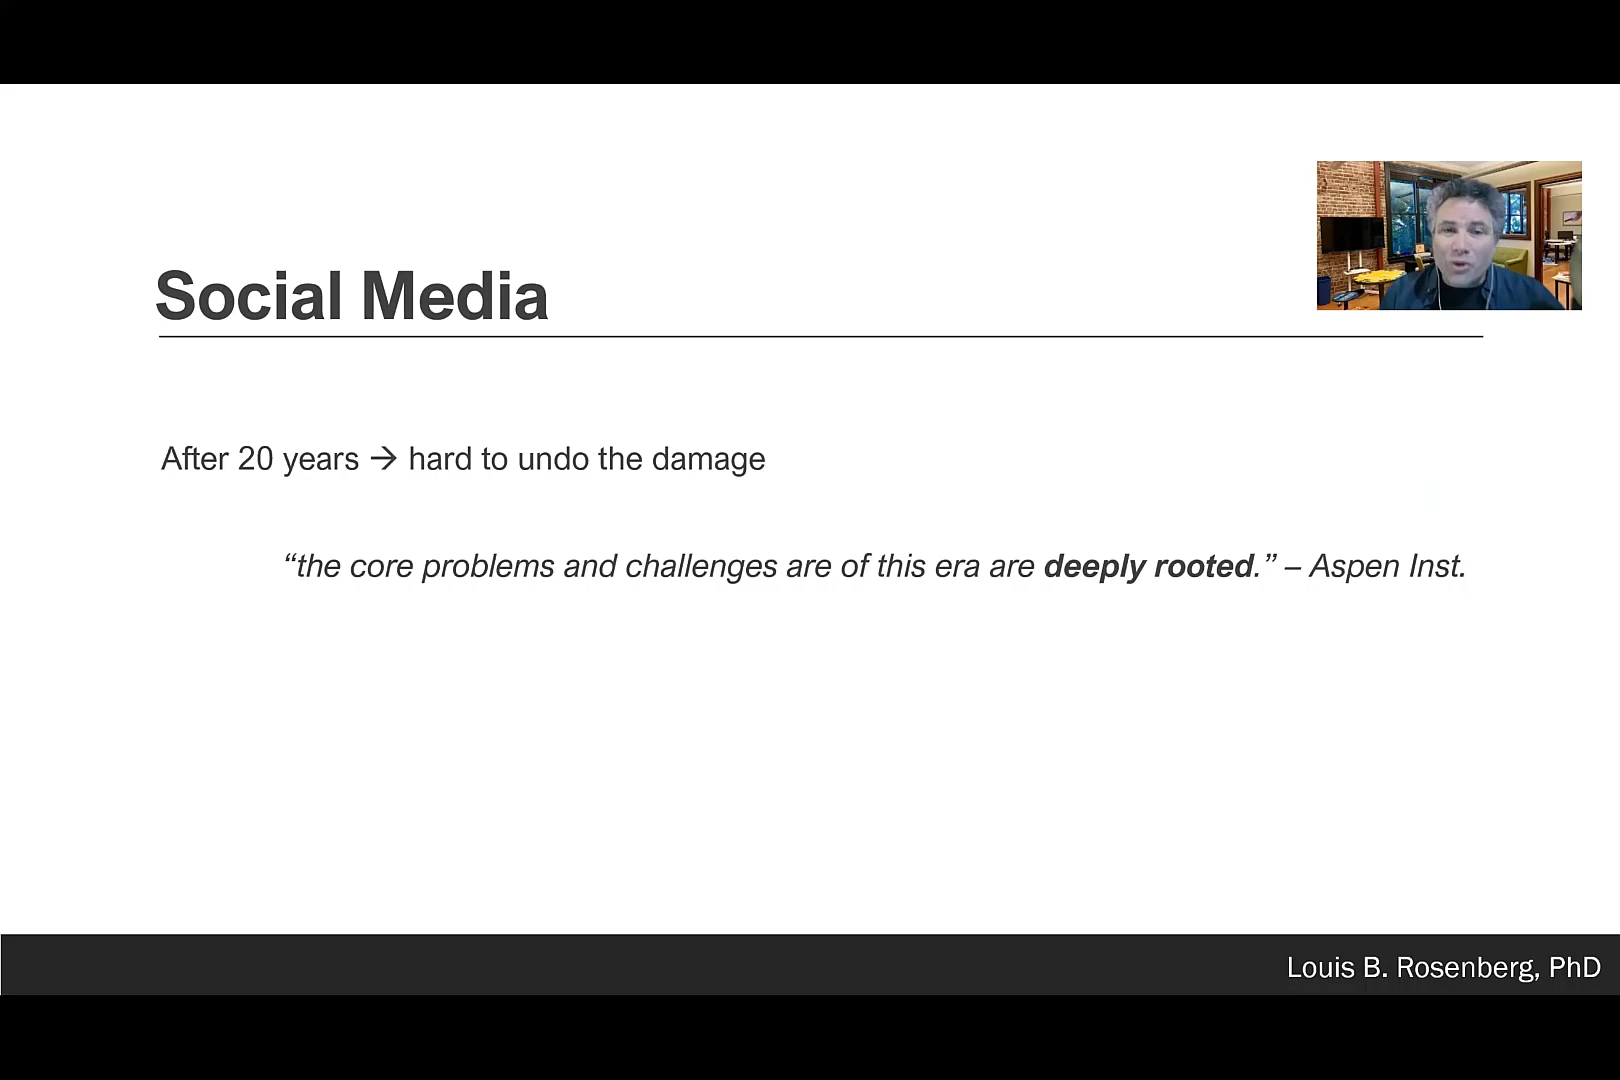 Social Media
After 20 years → hard to undo the damage
“the core problems and challenges are of this era are deeply rooted.” – Aspen Inst.
Louis B. Rosenberg, PhD